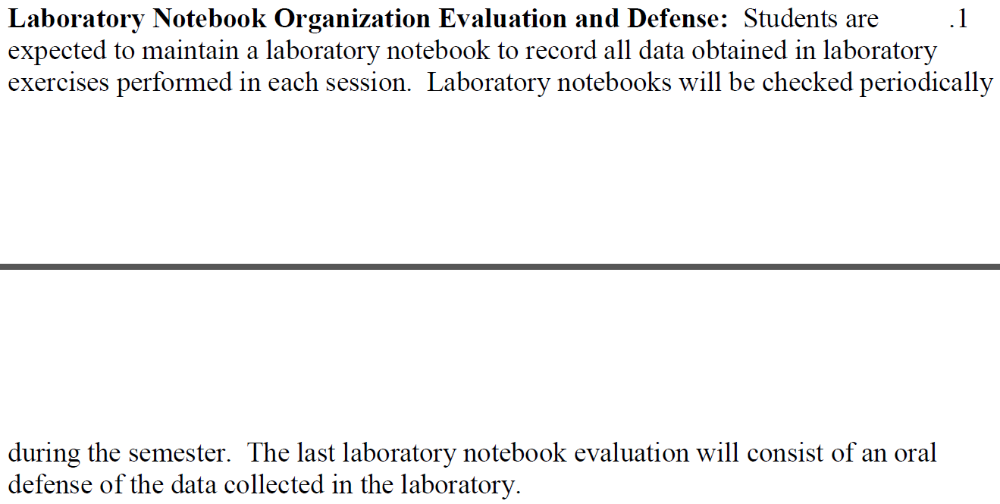 Laboratory Notebook Organization Evaluation and Defense:  Students are .1
expected to maintain a laboratory notebook to record all data obtained in laboratory
exercises performed in each session.  Laboratory notebooks will be checked periodically
during the semester.  The last laboratory notebook evaluation will consist of an oral
defense of the data collected in the laboratory.